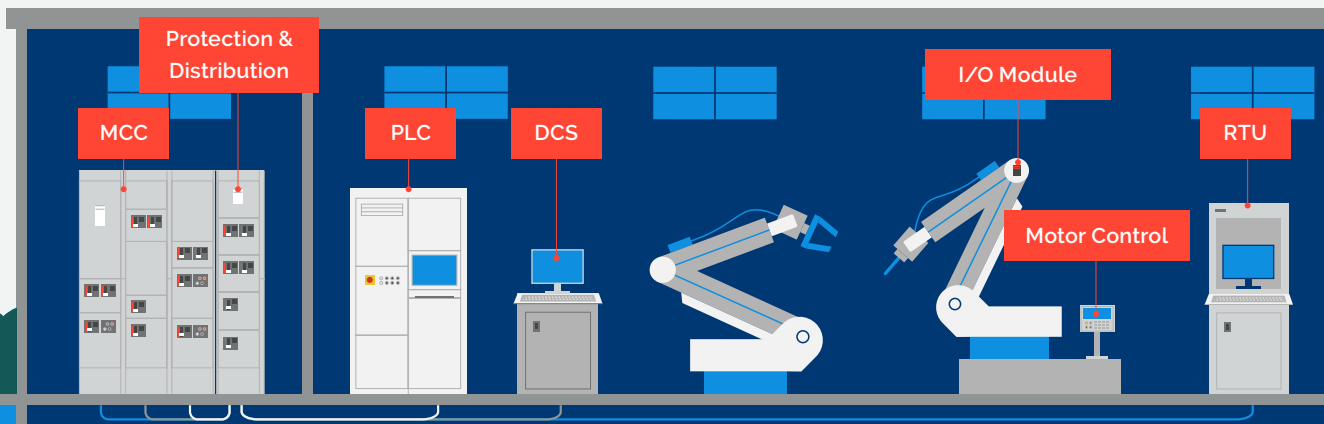 Protection &
Distribution
I/O Module
MCC
PLC
DCS
RTU
Motor Control